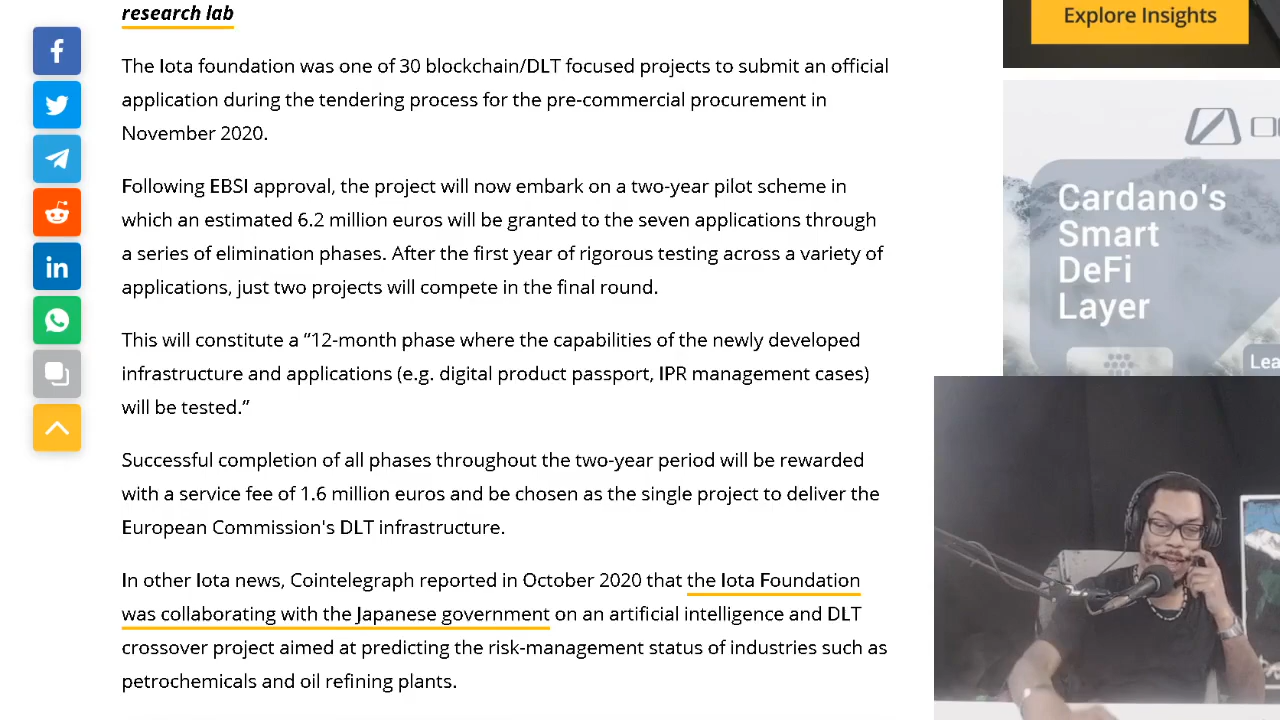 research lab
The Iota foundation was one of 30 blockchain/DLT focused projects to submit an official
application during the tendering process for the pre-commercial procurement in
November 2020.
Following EBSI approval, the project will now embark on a two-year pilot scheme in
which an estimated 6.2 million euros will be granted to the seven applications through
a series of elimination phases. After the first year of rigorous testing across a variety of
applications, just two projects will compete in the final round.
This will constitute a “12-month phase where the capabilities of the newly developed
infrastructure and applications (e.g. digital product passport, IPR management cases)
will be tested.”
Successful completion of all phases throughout the two-year period will be rewarded
with a service fee of 1.6 million euros and be chosen as the single project to deliver the
European Commission's DLT infrastructure.
In other Iota news, Cointelegraph reported in October 2020 that the Iota Foundation
was collaborating with the Japanese government on an artificial intelligence and DLT
crossover project aimed at predicting the risk-management status of industries such as
petrochemicals and oil refining plants.
Explore Insights
Cardano's
Smart
DeFi
Layer
Lea